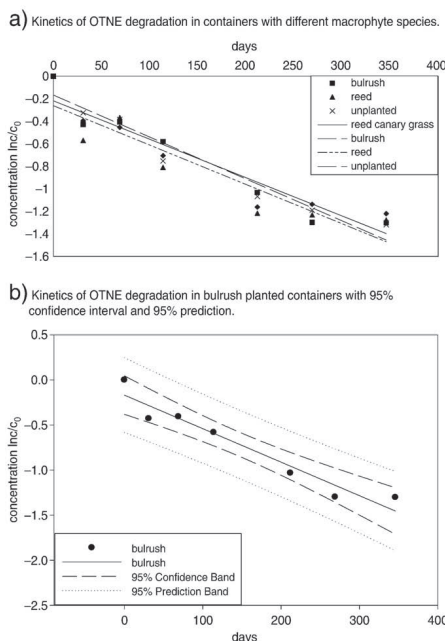 a) Kinetics of OTNE degradation in containers with different macrophyte species.
days
0 50 100 150 200 250 300 350 400
0
−0.2
−0.4
−0.6
−0.8
−1
−1.2
−1.4
−1.6
concentration lnc/c0
bulrush
reed
unplanted
reed canary grass
bulrush
reed
unplanted
b) Kinetics of OTNE degradation in bulrush planted containers with 95%
confidence interval and 95% prediction.
0.5
0.0
−0.5
−1.0
−1.5
−2.0
−2.5
concentration lnc/c0
bulrush
bulrush
95% Confidence Band
95% Prediction Band
0 100 200 300 400
days